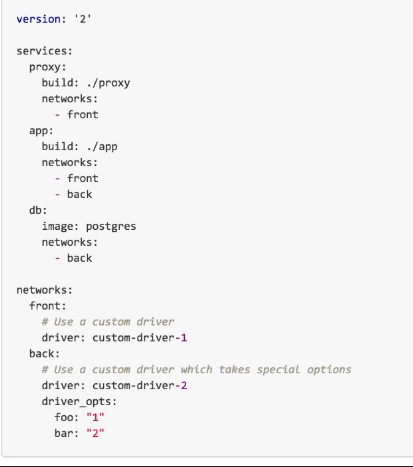 version: '2'

services:
  proxy:
    build: ./proxy
    networks:
      - front
  app:
    build: ./app
    networks:
      - front
      - back
  db:
    image: postgres
    networks:
      - back

networks:
  front:
    # Use a custom driver
    driver: custom-driver-1
  back:
    # Use a custom driver which takes special options
    driver: custom-driver-2
    driver_opts:
      foo: "1"
      bar: "2"